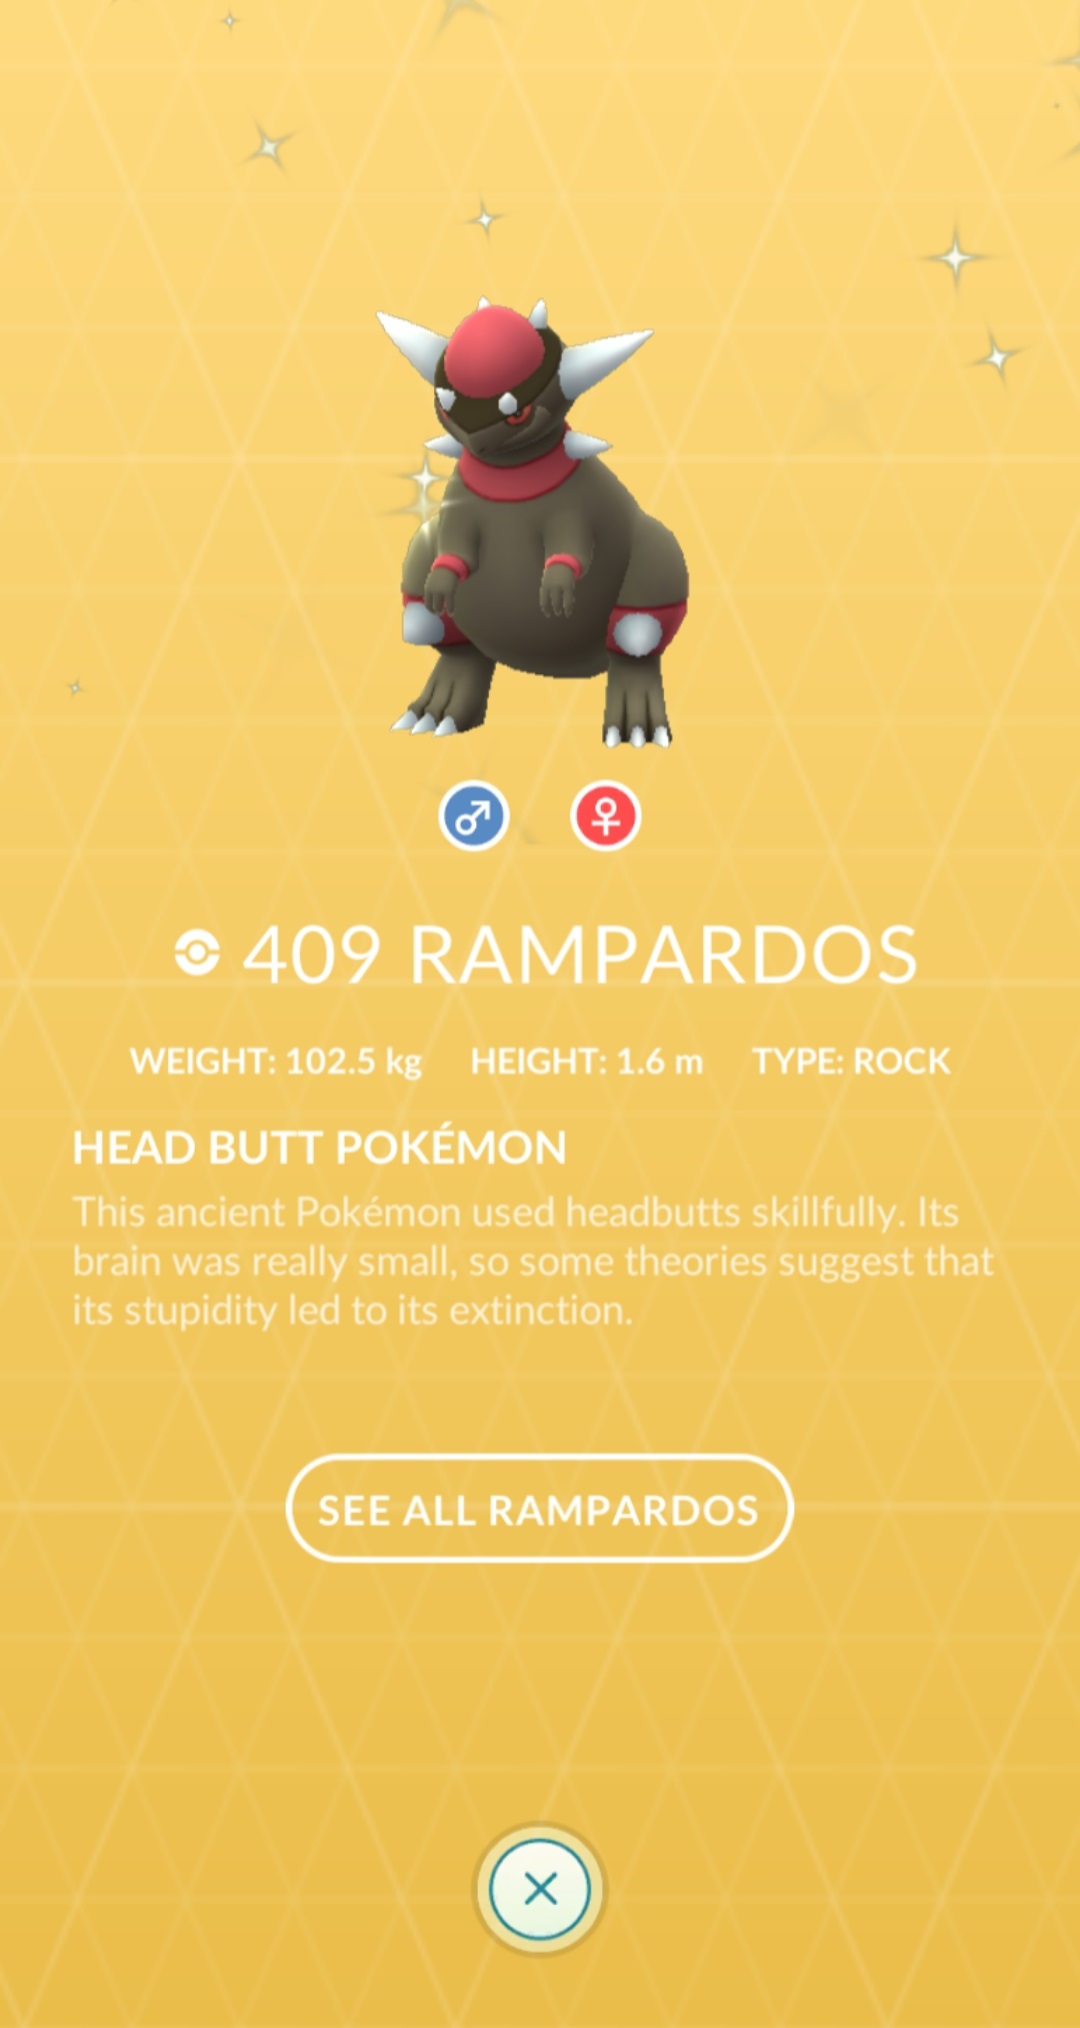 409 RAMPARDOS
WEIGHT: 102.5 kg HEIGHT: 1.6 m TYPE: ROCK
HEAD BUTT POKÉMON
This ancient Pokémon used headbutts skillfully. Its
brain was really small, so some theories suggest that
its stupidity led to its extinction.
SEE ALL RAMPARDOS